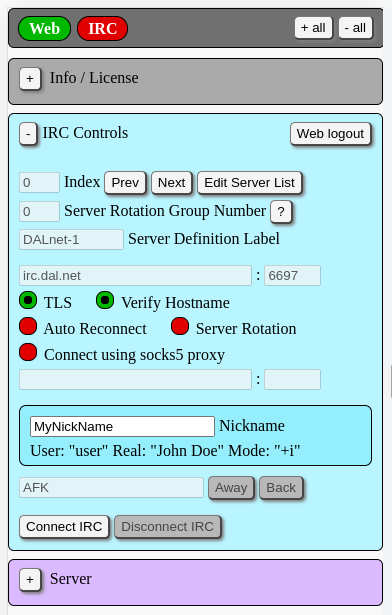 Web IRC + all - all
+ Info / License
- IRC Controls Web logout
0 Index Prev Next Edit Server List
0 Server Rotation Group Number ?
DALnet-1 Server Definition Label
irc.dal.net : 6697
TLS Verify Hostname
Auto Reconnect Server Rotation
Connect using socks5 proxy
:
MyNickName Nickname
User: "user" Real: "John Doe" Mode: "+i"
AFK Away Back
Connect IRC Disconnect IRC
+ Server